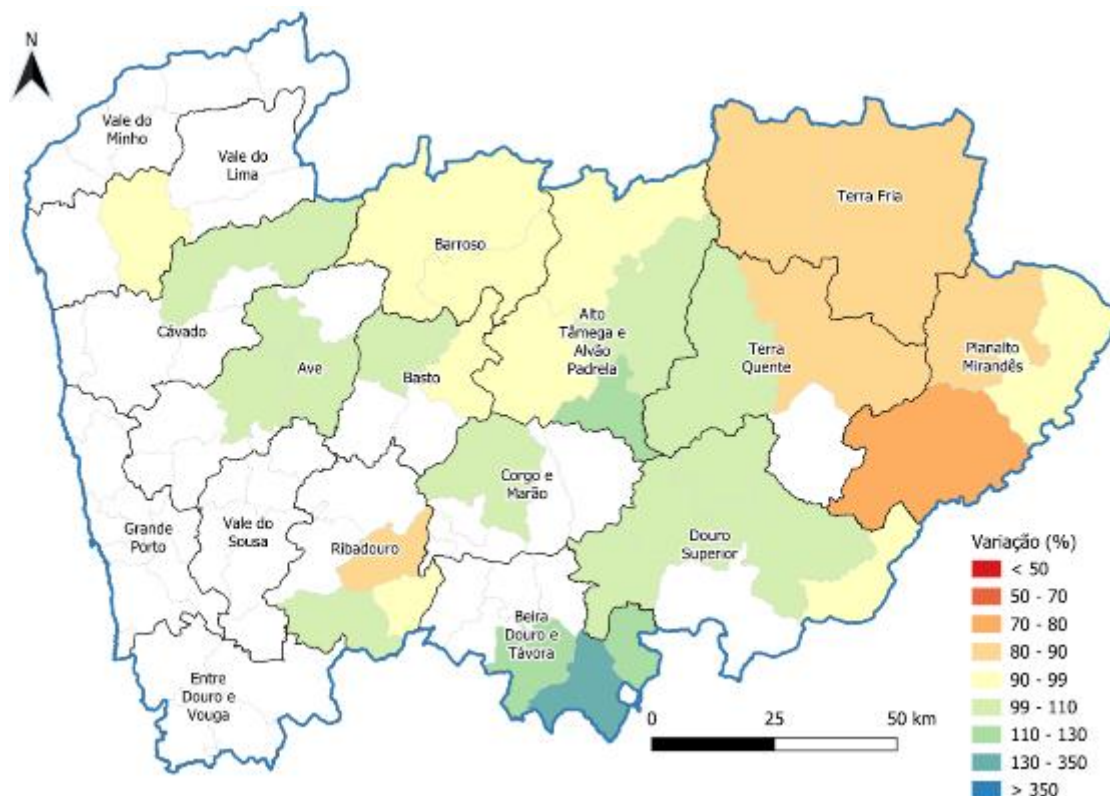 N
Vale do
Minho
Vale do
Lima
Terra Fria
Barroso
Alto
Tâmega e
Alvão
Padrela
Cávado
Ave
Basto
Terra
Quente
Planalto
Mirandês
Corgo e
Marão
Grande
Porto
Vale do
Sousa
Ribadouro
Douro
Superior
Beira
Douro e
Távora
Entre
Douro e
Vouga
0 25 50 km
Variação (%)
< 50
50 - 70
70 - 80
80 - 90
90 - 99
99 - 110
110 - 130
130 - 350
> 350